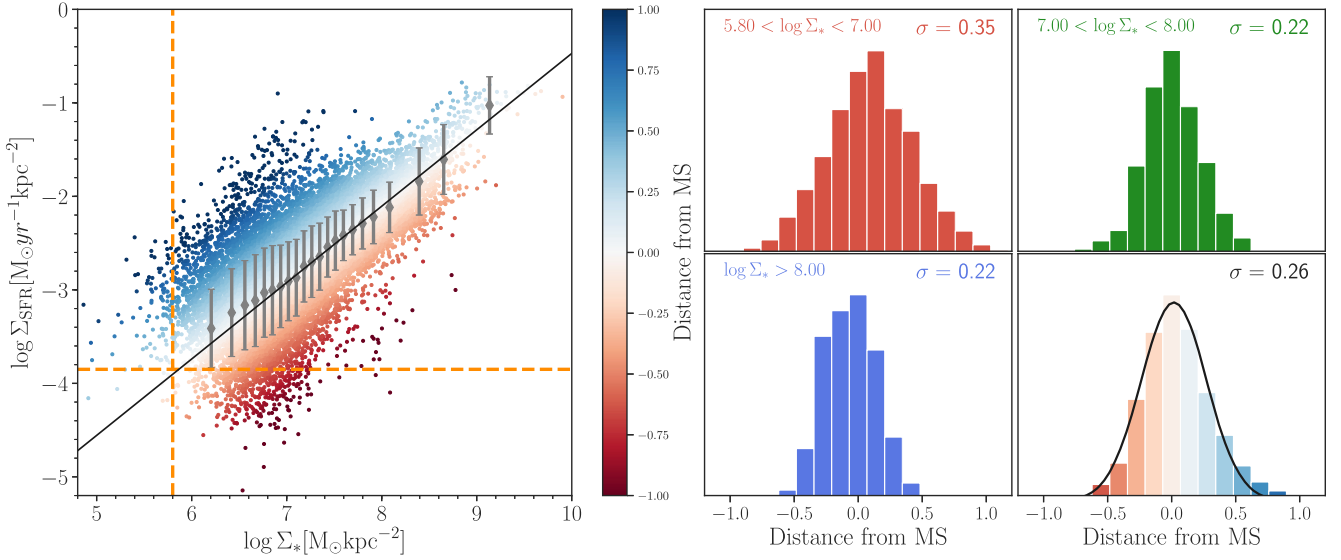 0
−1
−2
−3
−4
−5
log Σ_SFR[M_⊙yr^{−1}kpc^{−2}]
5
6
7
8
9
10
log Σ_*[M_⊙kpc^{−2}]
1.00
0.75
0.50
0.25
0.00
−0.25
−0.50
−0.75
−1.00
Distance from MS
5.80 < log Σ_* < 7.00
σ = 0.35
7.00 < log Σ_* < 8.00
σ = 0.22
log Σ_* > 8.00
σ = 0.22
σ = 0.26
−1.0
−0.5
0.0
0.5
1.0
Distance from MS
−1.0
−0.5
0.0
0.5
1.0
Distance from MS